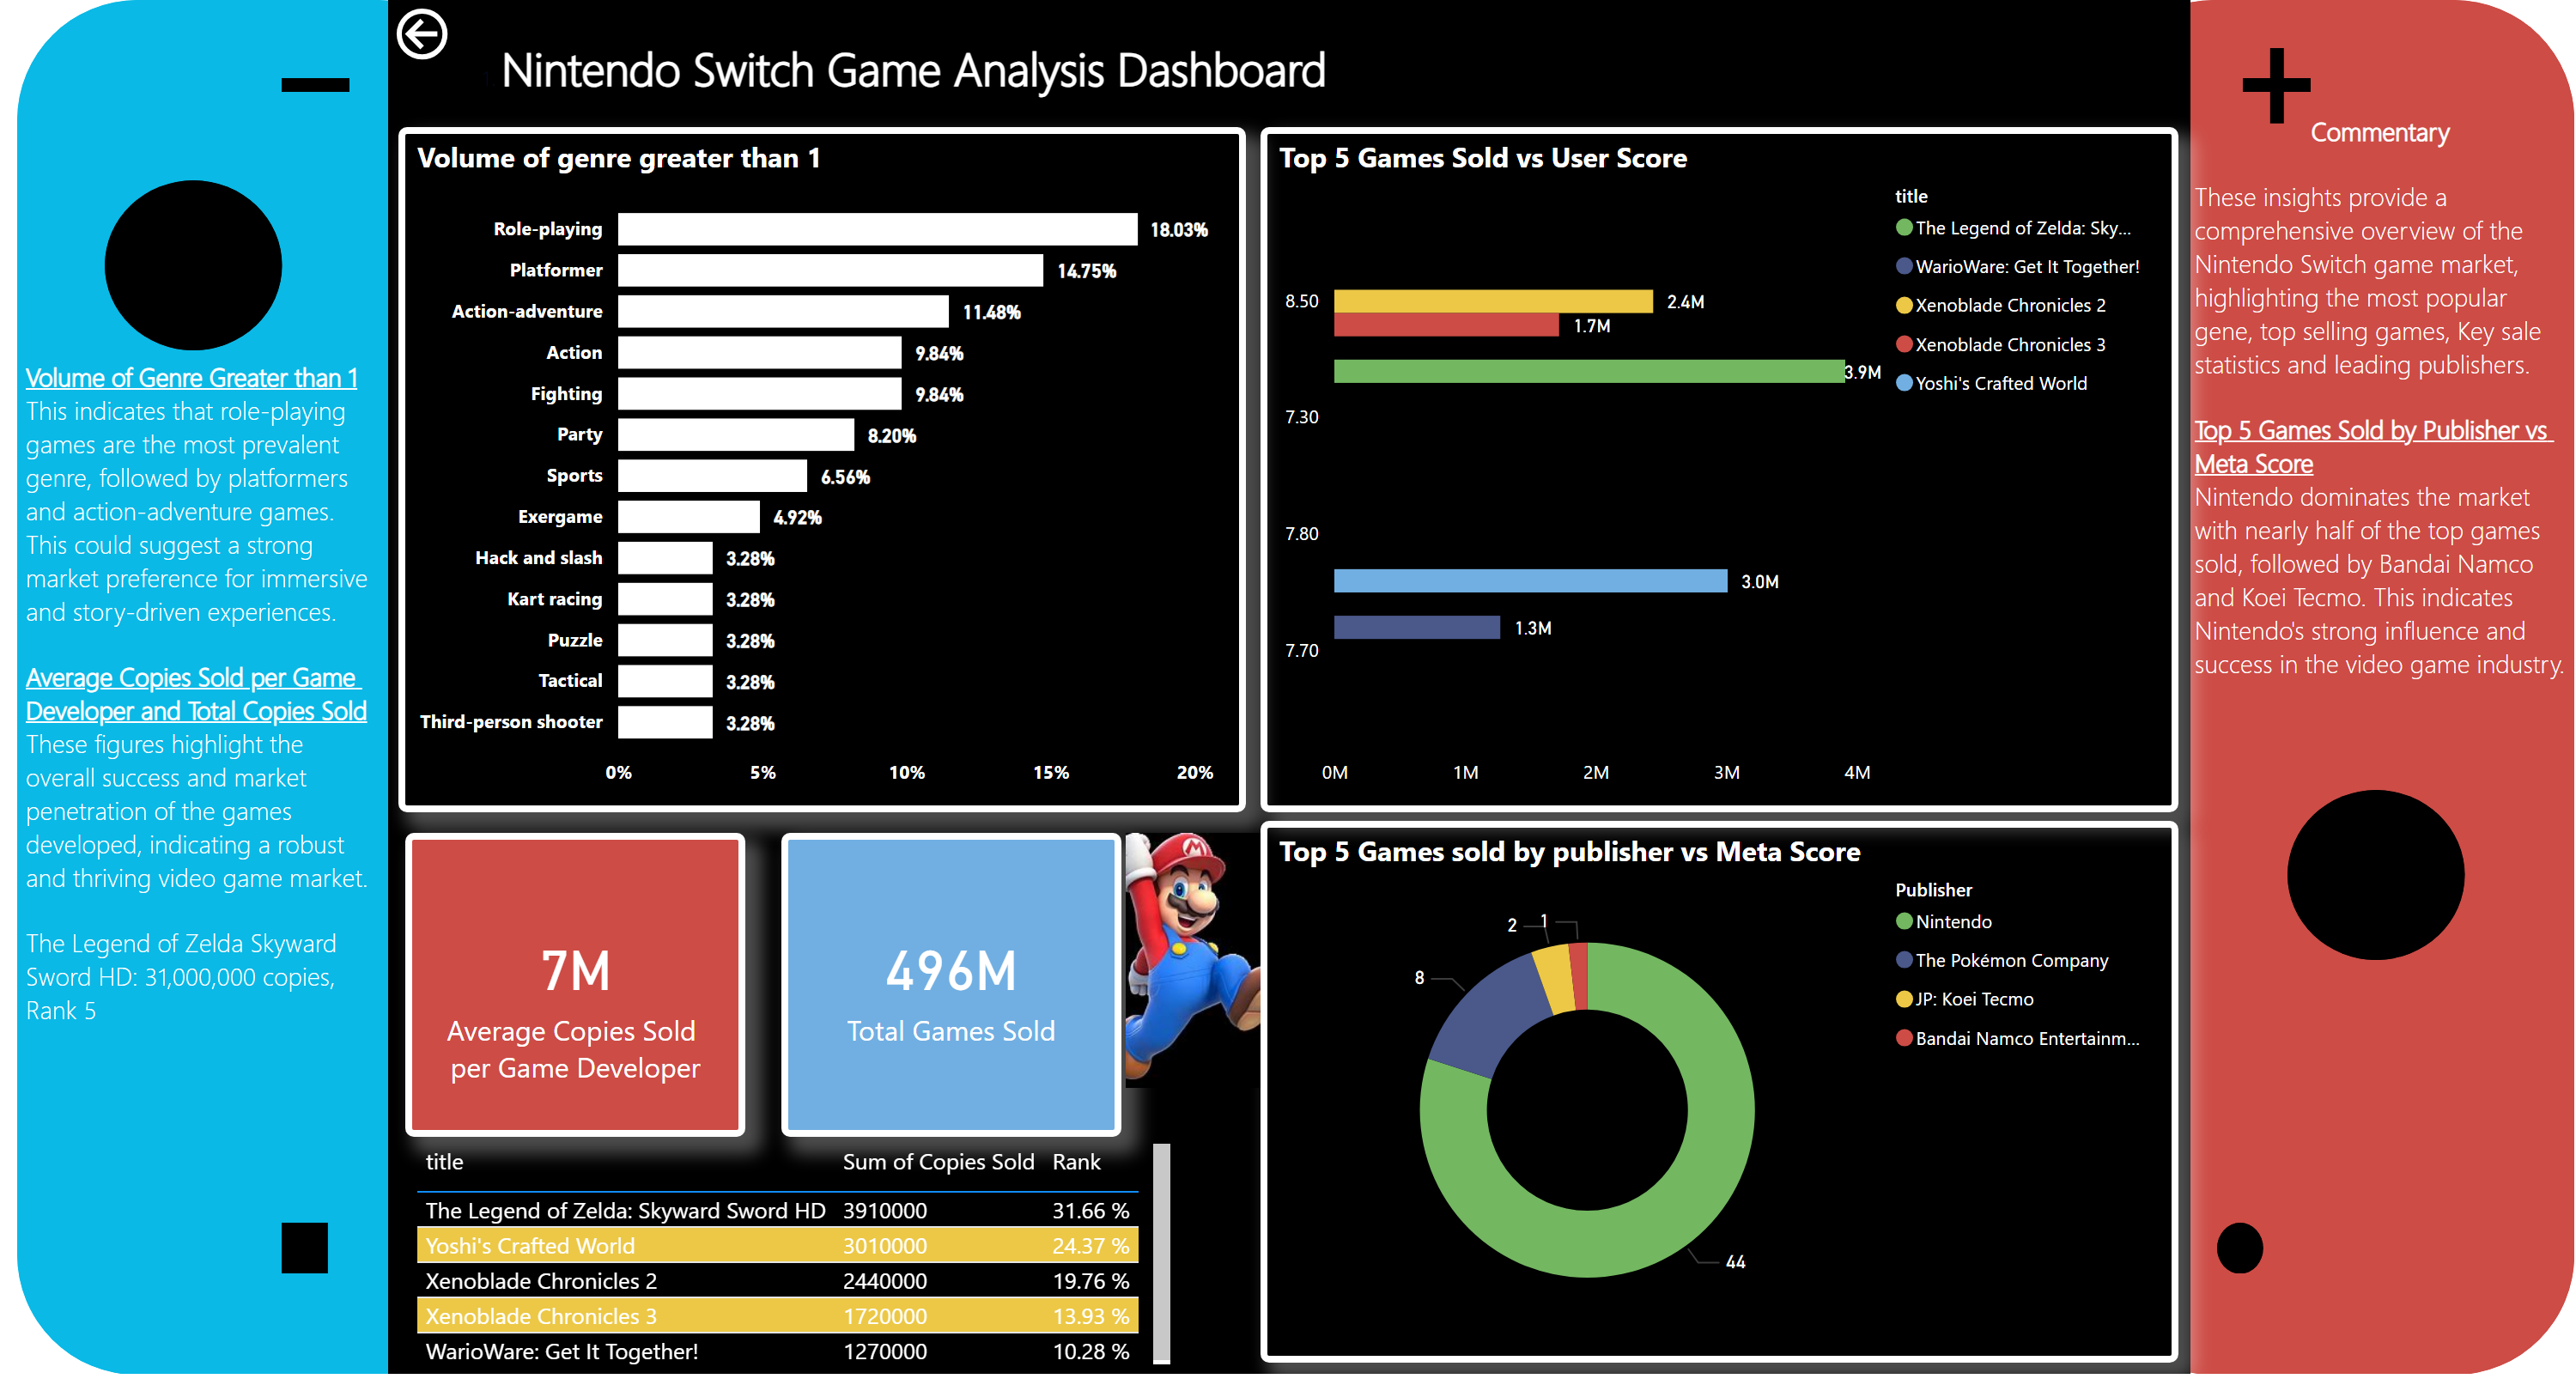 Nintendo Switch Game Analysis Dashboard
Volume of Genre Greater than 1
This indicates that role-playing
games are the most prevalent
genre, followed by platformers
and action-adventure games.
This could suggest a strong
market preference for immersive
and story-driven experiences.
Average Copies Sold per Game
Developer and Total Copies Sold
These figures highlight the
overall success and market
penetration of the games
developed, indicating a robust
and thriving video game market.
The Legend of Zelda Skyward
Sword HD: 31,000,000 copies,
Rank 5
Volume of genre greater than 1
Role-playing 18.03%
Platformer 14.75%
Action-adventure 11.48%
Action 9.84%
Fighting 9.84%
Party 8.20%
Sports 6.56%
Exergame 4.92%
Hack and slash 3.28%
Kart racing 3.28%
Puzzle 3.28%
Tactical 3.28%
Third-person shooter 3.28%
0% 5% 10% 15% 20%
Top 5 Games Sold vs User Score
title
The Legend of Zelda: Sky...
WarioWare: Get It Together!
Xenoblade Chronicles 2
Xenoblade Chronicles 3
Yoshi's Crafted World
8.50 2.4M
1.7M
3.9M
7.30
7.80
3.0M
1.3M
7.70
0M 1M 2M 3M 4M
7M
Average Copies Sold
per Game Developer
496M
Total Games Sold
M
title Sum of Copies Sold Rank
The Legend of Zelda: Skyward Sword HD 3910000 31.66 %
Yoshi's Crafted World 3010000 24.37 %
Xenoblade Chronicles 2 2440000 19.76 %
Xenoblade Chronicles 3 1720000 13.93 %
WarioWare: Get It Together! 1270000 10.28 %
Top 5 Games sold by publisher vs Meta Score
Publisher
Nintendo
The Pokémon Company
JP: Koei Tecmo
Bandai Namco Entertainm...
2 1
8
44
Commentary
These insights provide a
comprehensive overview of the
Nintendo Switch game market,
highlighting the most popular
gene, top selling games, Key sale
statistics and leading publishers.
Top 5 Games Sold by Publisher vs
Meta Score
Nintendo dominates the market
with nearly half of the top games
sold, followed by Bandai Namco
and Koei Tecmo. This indicates
Nintendo's strong influence and
success in the video game industry.